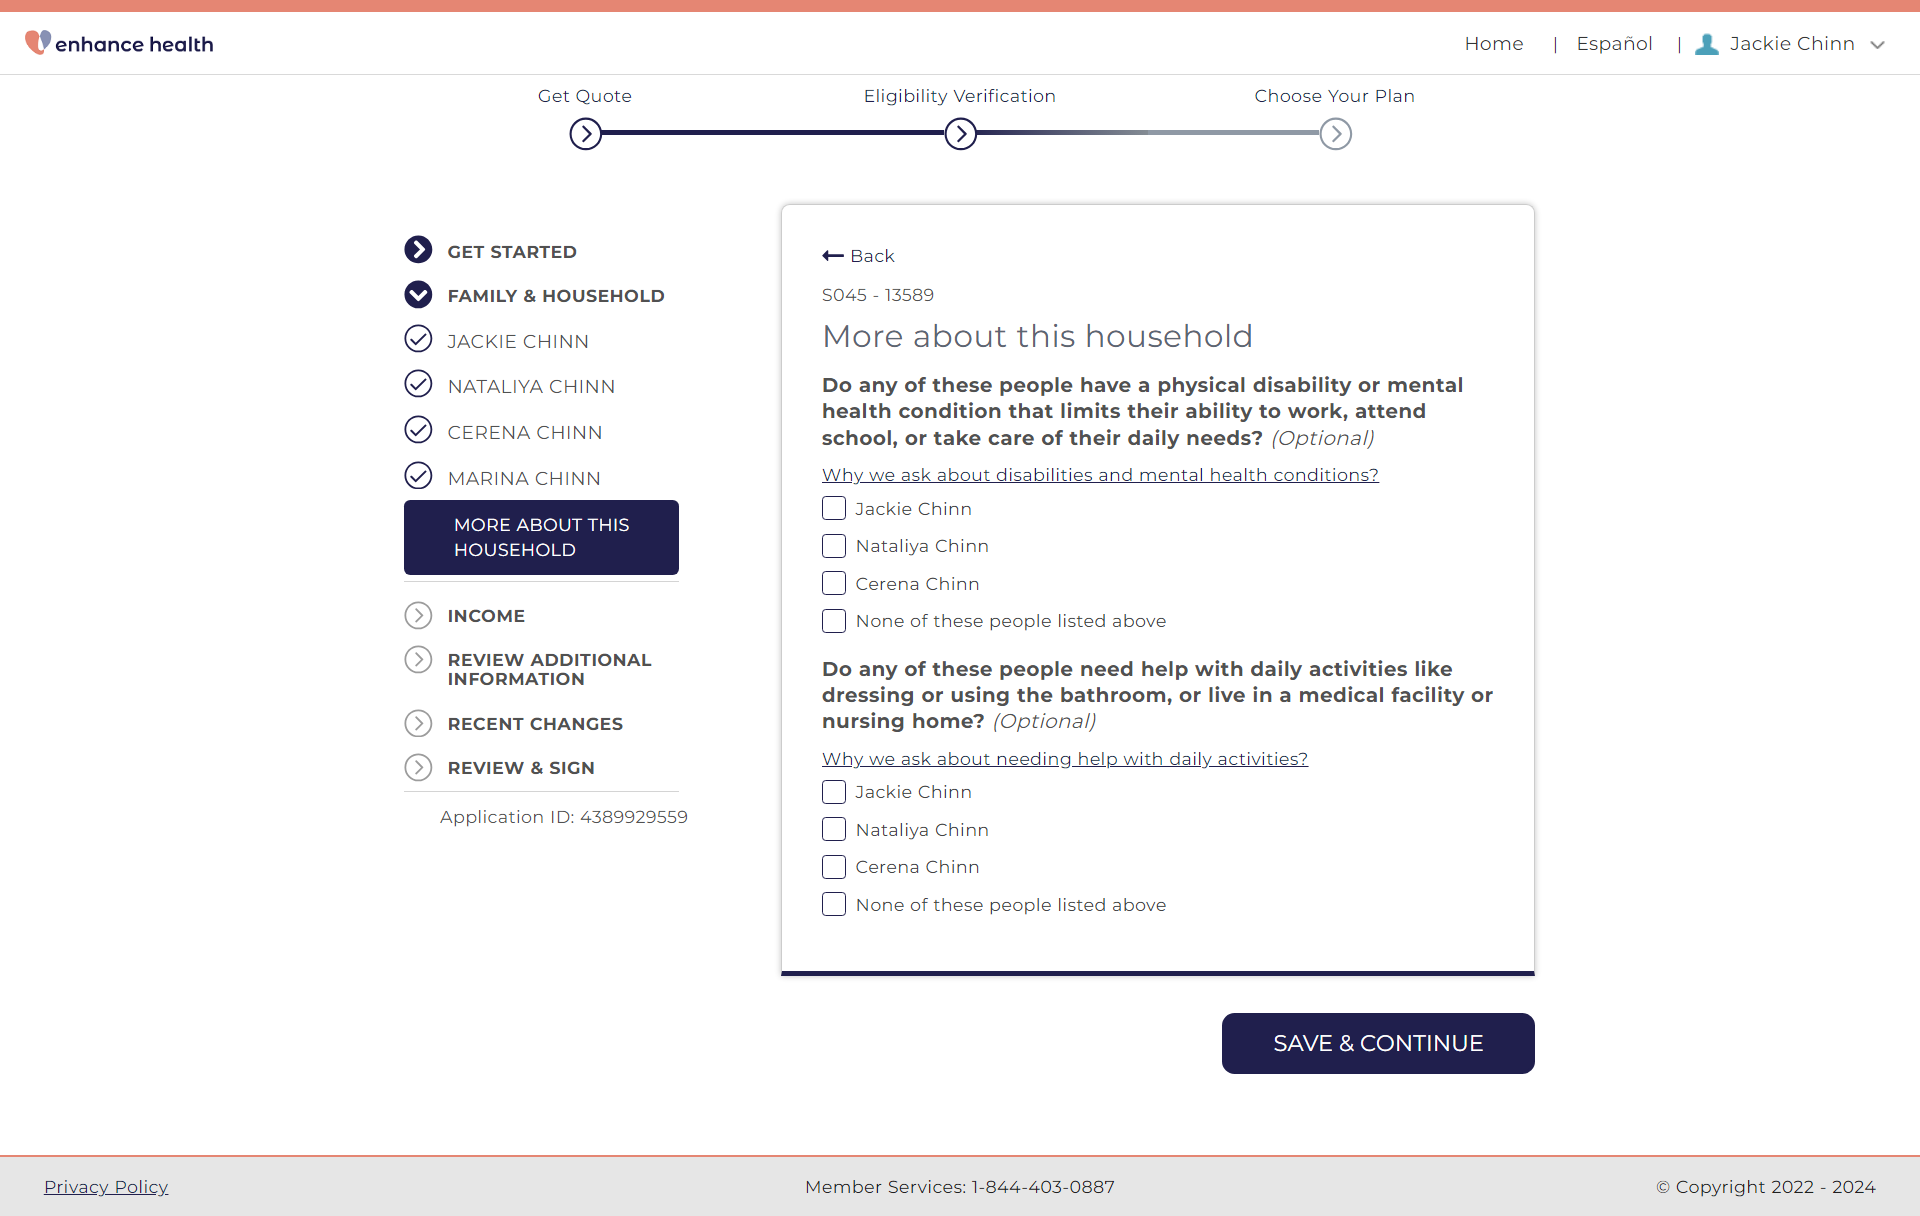 enhance health
Home | Español | Jackie Chinn
Get Quote
Eligibility Verification
Choose Your Plan
GET STARTED
FAMILY & HOUSEHOLD
JACKIE CHINN
NATALIYA CHINN
CERENA CHINN
MARINA CHINN
MORE ABOUT THIS
HOUSEHOLD
INCOME
REVIEW ADDITIONAL
INFORMATION
RECENT CHANGES
REVIEW & SIGN
Application ID: 4389929559
Back
S045 - 13589
More about this household
Do any of these people have a physical disability or mental
health condition that limits their ability to work, attend
school, or take care of their daily needs? (Optional)
Why we ask about disabilities and mental health conditions?
Jackie Chinn
Nataliya Chinn
Cerena Chinn
None of these people listed above
Do any of these people need help with daily activities like
dressing or using the bathroom, or live in a medical facility or
nursing home? (Optional)
Why we ask about needing help with daily activities?
Jackie Chinn
Nataliya Chinn
Cerena Chinn
None of these people listed above
SAVE & CONTINUE
Privacy Policy
Member Services: 1-844-403-0887
© Copyright 2022 - 2024